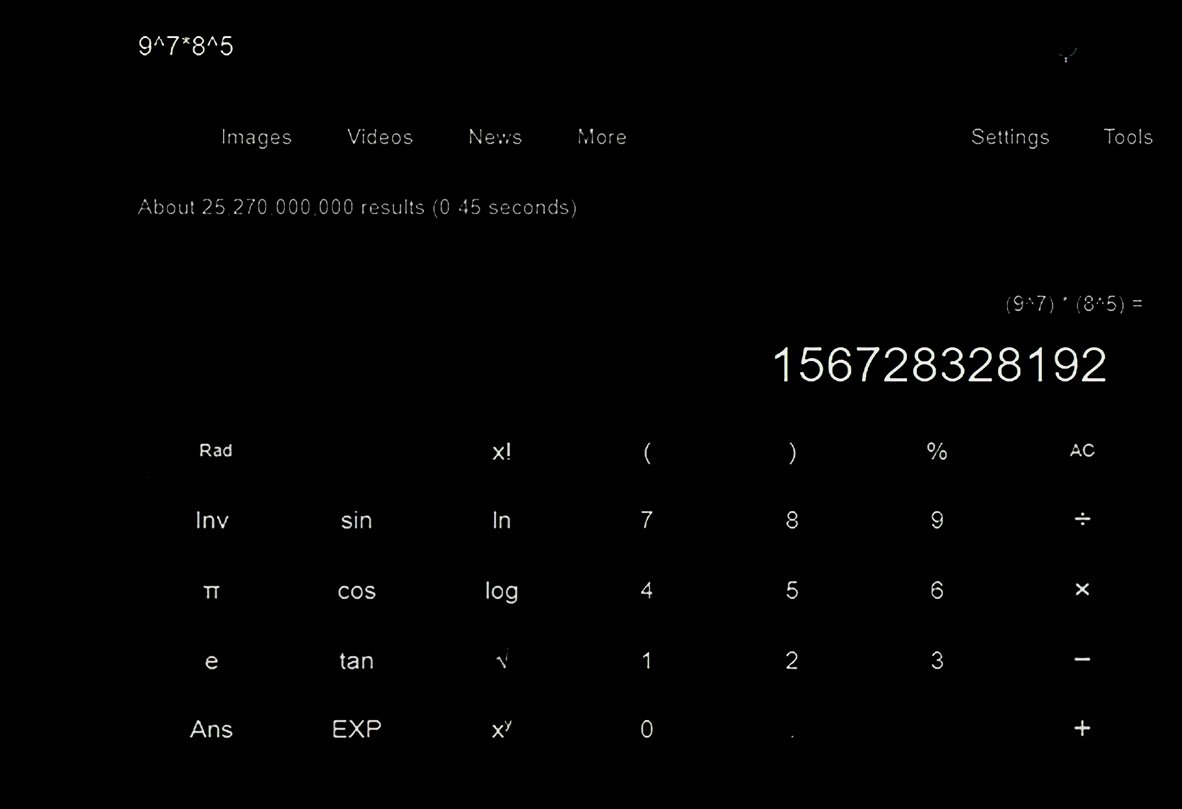 9^7*8^5
Images Videos News More Settings Tools
About 25,270,000,000 results (0.45 seconds)
(9^7) * (8^5) =
156728328192
Rad x! ( ) % AC
Inv sin ln 7 8 9 ÷
π cos log 4 5 6 ×
e tan √ 1 2 3 −
Ans EXP xʸ 0 . +